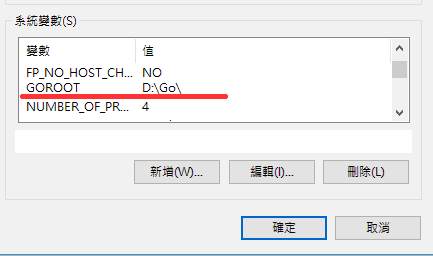 系統變數(S)
變數 值
FP_NO_HOST_CH... NO
GOROOT D:\Go\
NUMBER_OF_PR... 4
新增(W)... 編輯(I)... 刪除(L)
確定 取消